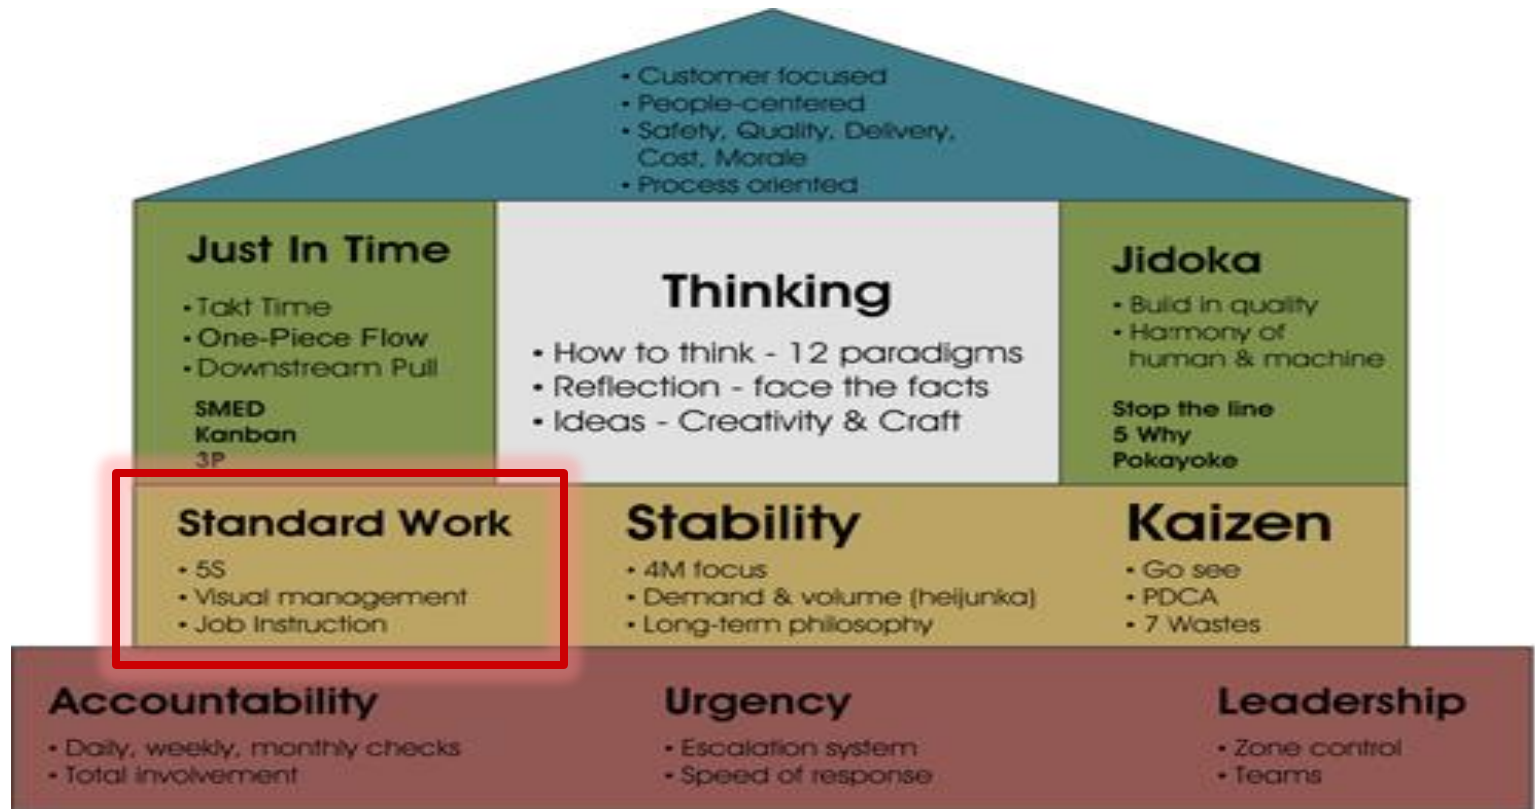 • Customer focused
• People-centered
• Safety, Quality, Delivery,
Cost, Morale
• Process oriented
Just In Time
• Takt Time
• One-Piece Flow
• Downstream Pull
SMED
Kanban
3P
Thinking
• How to think - 12 paradigms
• Reflection - face the facts
• Ideas - Creativity & Craft
Jidoka
• Build in quality
• Harmony of
human & machine
Stop the line
5 Why
Pokayoke
Standard Work
• 5S
• Visual management
• Job Instruction
Stability
• 4M focus
• Demand & volume (heijunka)
• Long-term philosophy
Kaizen
• Go see
• PDCA
• 7 Wastes
Accountability
• Daily, weekly, monthly checks
• Total involvement
Urgency
• Escalation system
• Speed of response
Leadership
• Zone control
• Teams